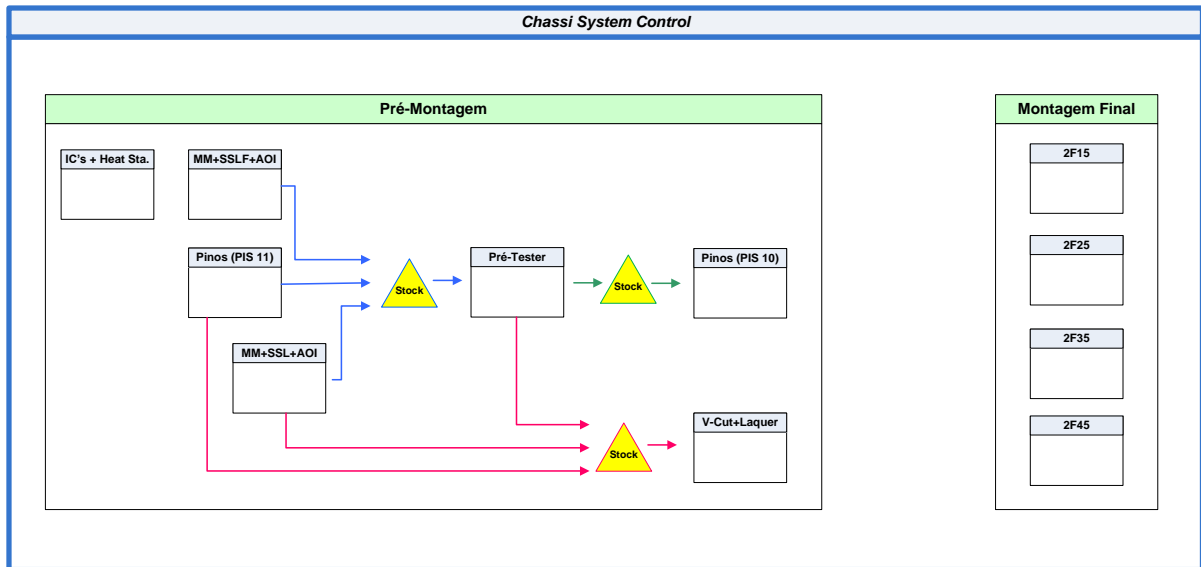 Chassi System Control
Pré-Montagem
Montagem Final
IC's + Heat Sta.
MM+SSLF+AOI
2F15
Pinos (PIS 11)
Pré-Tester
Pinos (PIS 10)
2F25
Stock
Stock
MM+SSL+AOI
2F35
V-Cut+Laquer
2F45
Stock